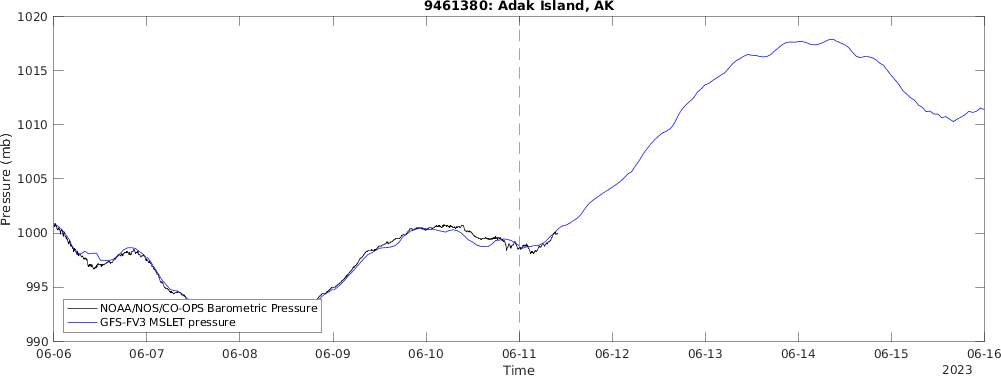 9461380: Adak Island, AK
Pressure (mb)
1020
1015
1010
1005
1000
995
990
NOAA/NOS/CO-OPS Barometric Pressure
GFS-FV3 MSLET pressure
06-06 06-07 06-08 06-09 06-10 06-11 06-12 06-13 06-14 06-15 06-16
Time
2023